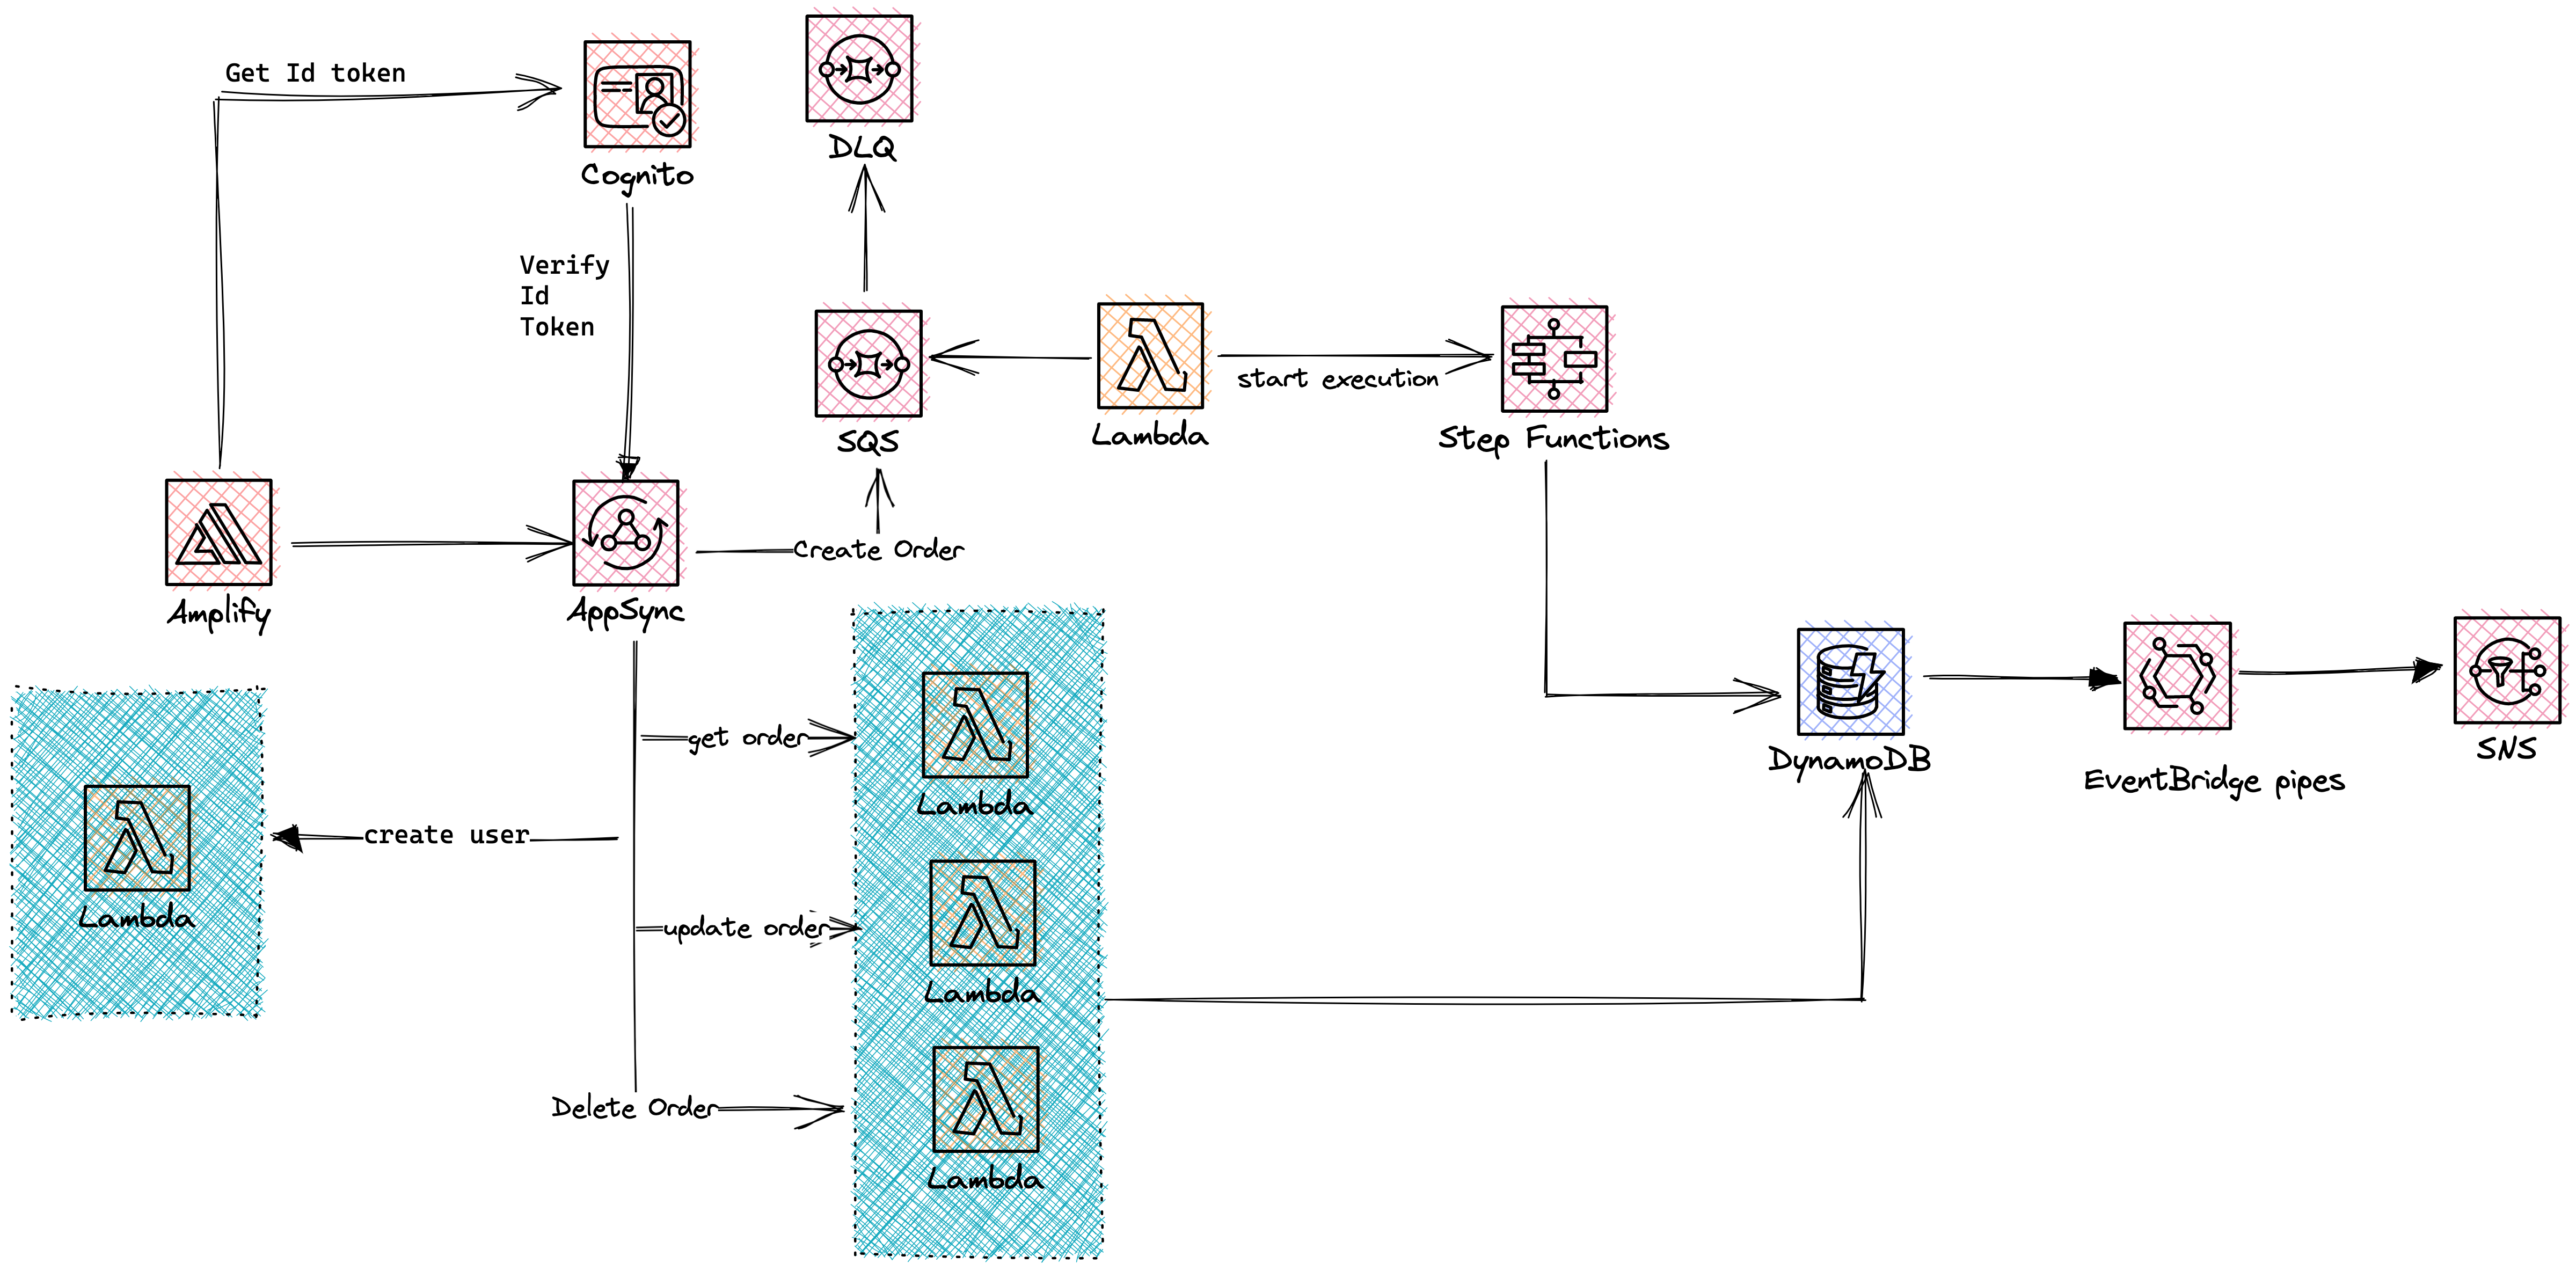 Get Id token
Cognito
DLQ
Verify
Id
Token
SQS
Lambda
start execution
Step Functions
Amplify
AppSync
Create Order
get order
Lambda
create user
Lambda
update order
Lambda
Delete Order
Lambda
DynamoDB
EventBridge pipes
SNS